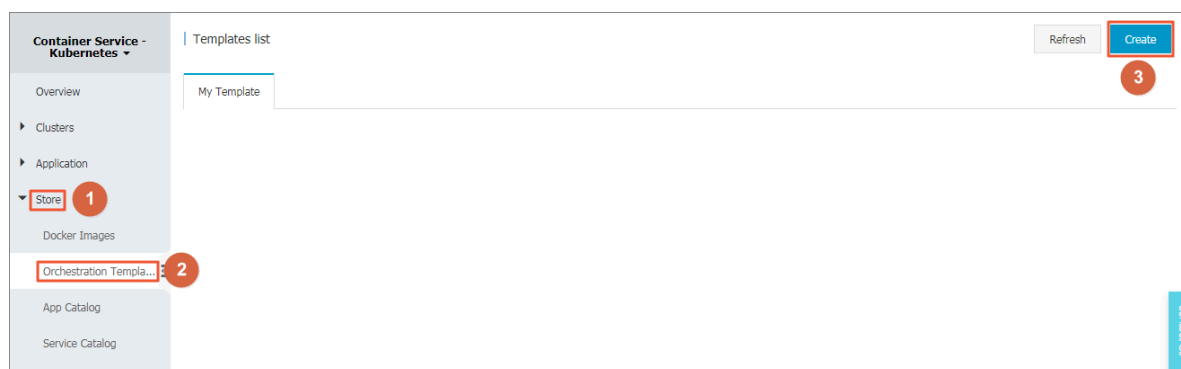 Container Service -
Kubernetes
Templates list
Refresh
Create
3
Overview
My Template
Clusters
Application
Store
1
Docker Images
Orchestration Templa...
2
App Catalog
Service Catalog